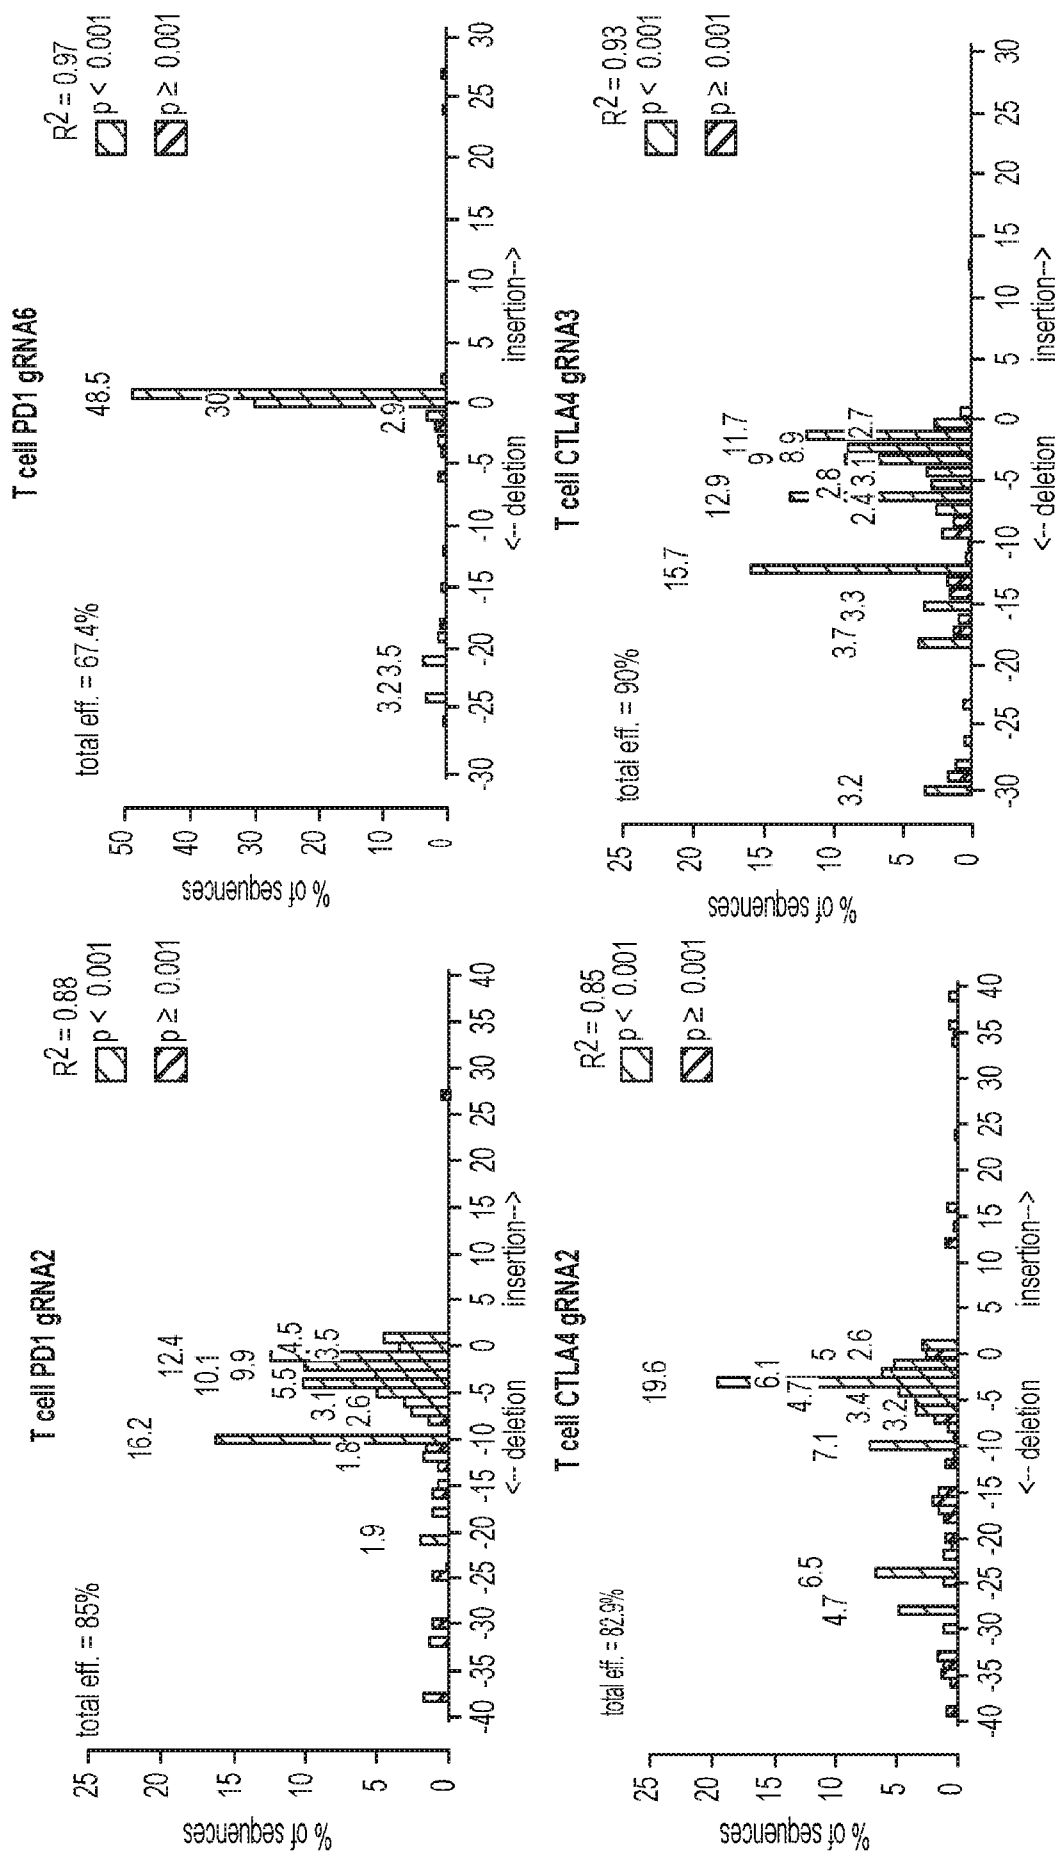 T cell PD1 gRNA2
total eff. = 85%
R2 = 0.88
p < 0.001
p ≥ 0.001
% of sequences
25
20
15
10
5
0
16.2
12.4
10.1
9.9
5.5
4.5
3.1
3.5
2.6
1.8
1.9
-40 -35 -30 -25 -20 -15 -10 -5 0 5 10 15 20 25 30 35 40
<-- deletion insertion-->
T cell PD1 gRNA6
total eff. = 67.4%
R2 = 0.97
p < 0.001
p ≥ 0.001
% of sequences
50
40
30
20
10
0
48.5
30
2.9
3.2 3.5
-30 -25 -20 -15 -10 -5 0 5 10 15 20 25 30
<-- deletion insertion-->
T cell CTLA4 gRNA2
total eff. = 82.9%
R2 = 0.85
p < 0.001
p ≥ 0.001
% of sequences
25
20
15
10
5
0
19.6
6.1
4.7
5
7.1
3.4
2.6
3.2
6.5
4.7
-40 -35 -30 -25 -20 -15 -10 -5 0 5 10 15 20 25 30 35 40
<-- deletion insertion-->
T cell CTLA4 gRNA3
total eff. = 90%
R2 = 0.93
p < 0.001
p ≥ 0.001
% of sequences
25
20
15
10
5
0
15.7
12.9
11.7
9
8.9
2.8
2.4 3.1 2.7
3.7
3.3
3.2
-30 -25 -20 -15 -10 -5 0 5 10 15 20 25 30
<-- deletion insertion-->